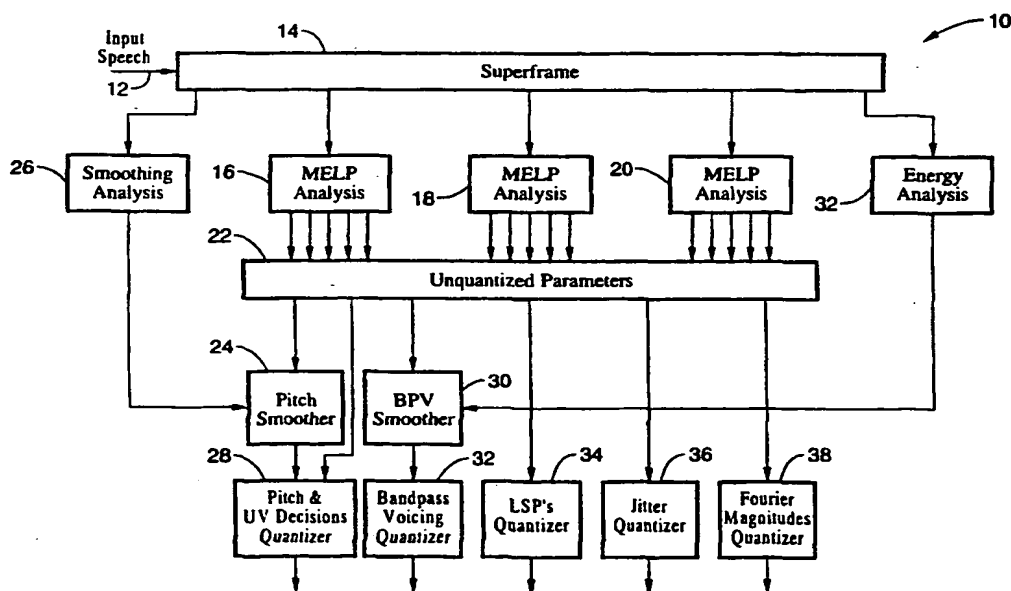 10
14
Input
Speech
12
Superframe
26
Smoothing
Analysis
16
MELP
Analysis
18
MELP
Analysis
20
MELP
Analysis
32
Energy
Analysis
22
Unquantized Parameters
24
Pitch
Smoother
30
BPV
Smoother
28
Pitch &
UV Decisions
Quantizer
32
Bandpass
Voicing
Quantizer
34
LSP's
Quantizer
36
Jitter
Quantizer
38
Fourier
Magnitudes
Quantizer